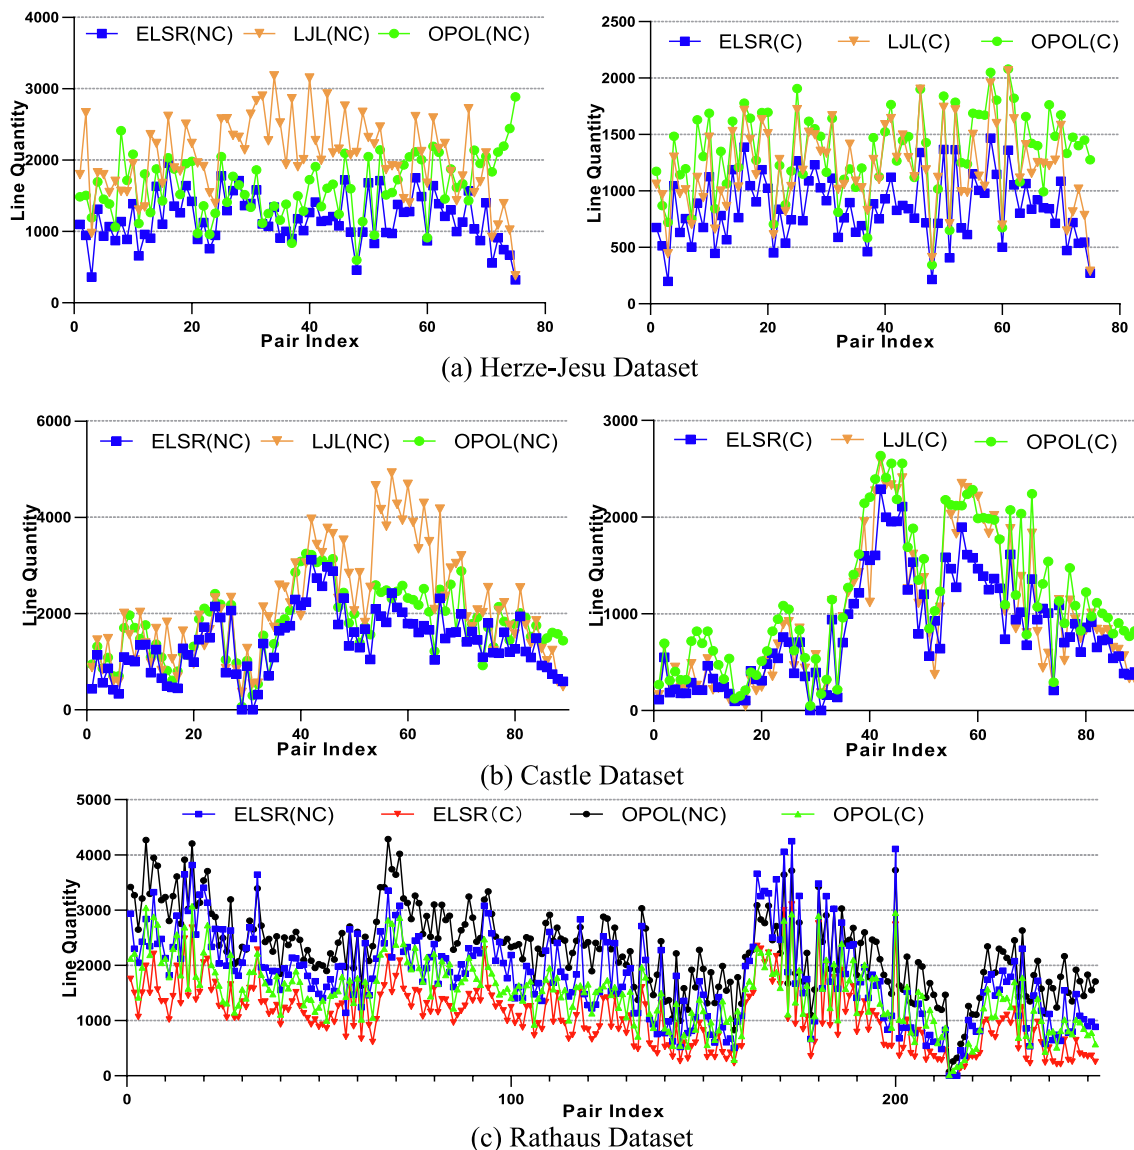 4000
3000
2000
1000
0
Line Quantity
ELSR(NC) LJL(NC) OPOL(NC)
0 20 40 60 80
Pair Index
2500
2000
1500
1000
500
0
Line Quantity
ELSR(C) LJL(C) OPOL(C)
0 20 40 60 80
Pair Index
(a) Herze-Jesu Dataset
6000
4000
2000
0
Line Quantity
ELSR(NC) LJL(NC) OPOL(NC)
0 20 40 60 80
Pair Index
3000
2000
1000
0
Line Quantity
ELSR(C) LJL(C) OPOL(C)
0 20 40 60 80
Pair Index
(b) Castle Dataset
5000
4000
3000
2000
1000
0
Line Quantity
ELSR(NC) ELSR(C) OPOL(NC) OPOL(C)
0 100 200
Pair Index
(c) Rathaus Dataset